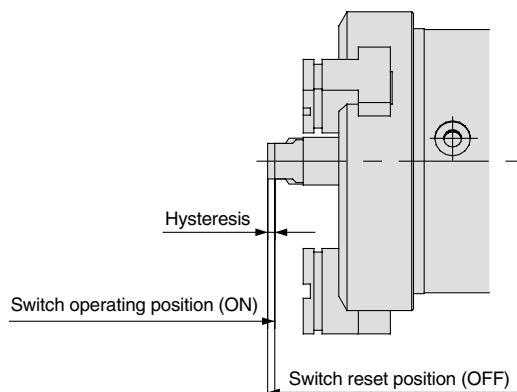 Hysteresis
Switch operating position (ON)
Switch reset position (OFF)